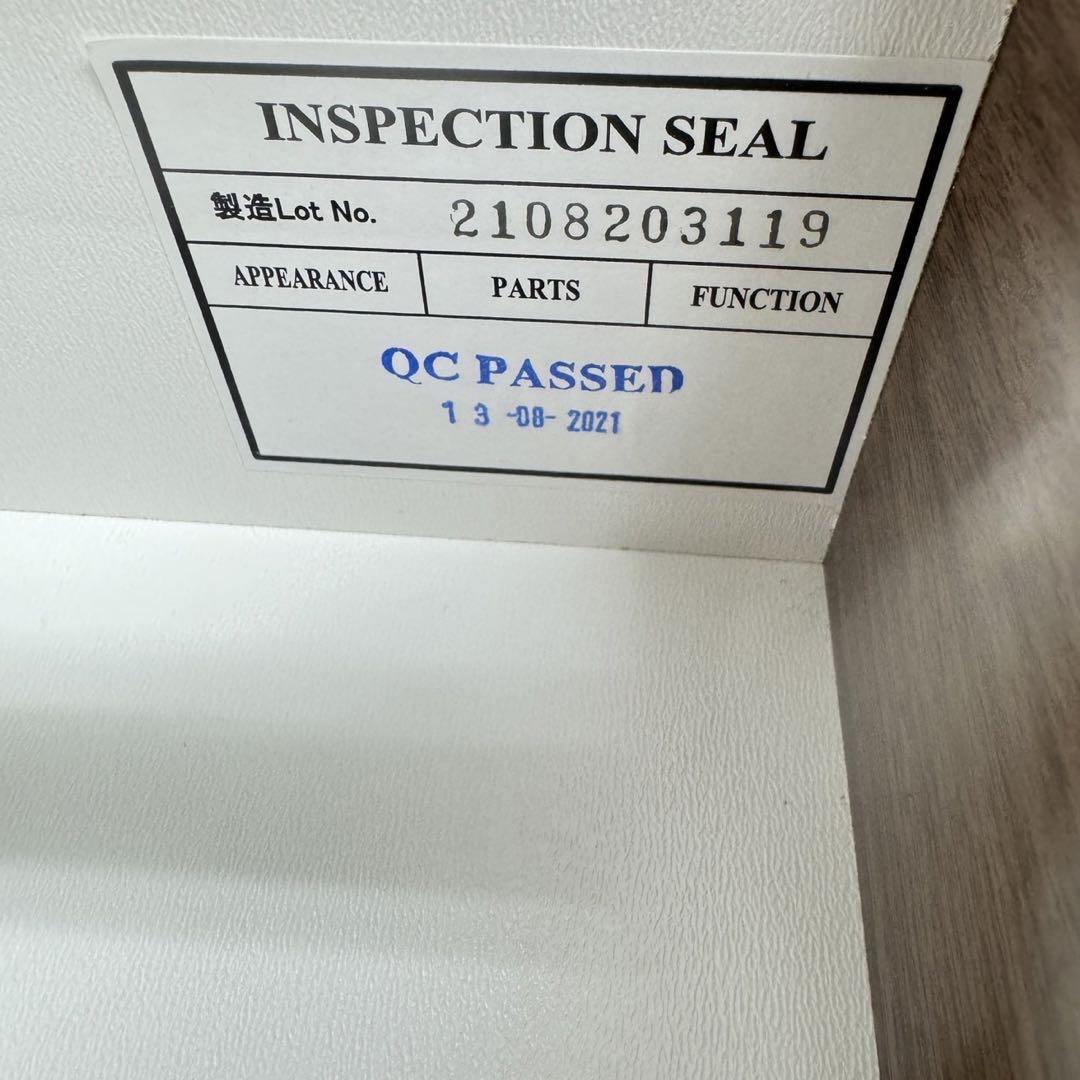 INSPECTION SEAL
製造Lot No. 2108203119
APPEARANCE PARTS FUNCTION
QC PASSED
13-08-2021